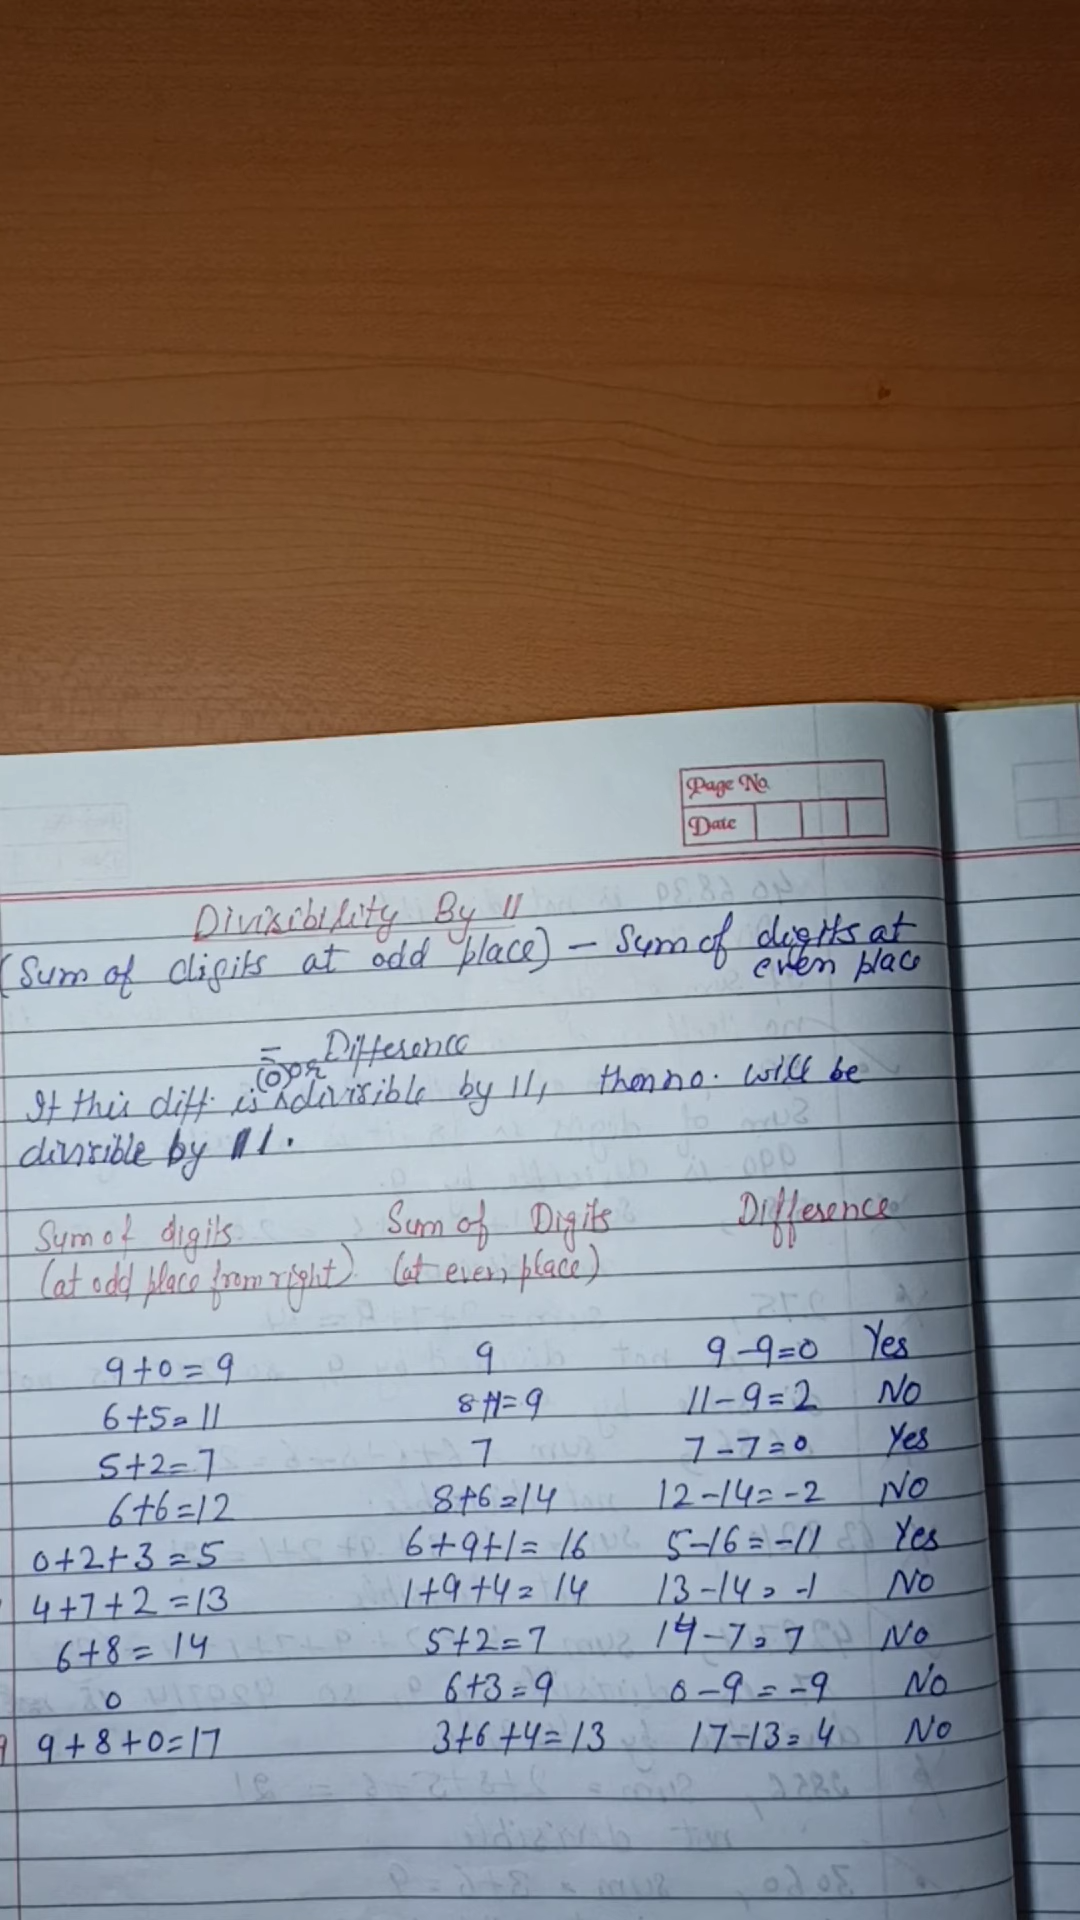 Page No.
Date
Divisibility By 11
(Sum of digits at odd place) - Sum of digits at
even place
= Difference
(0) or
If this diff. is ^ divisible by 11, then no. will be
divisible by 11.
Sum of digits Sum of Digits Difference
(at odd place from right) (at even place)
9+0=9 9 9-9=0 Yes
6+5=11 8+1=9 11-9=2 NO
5+2=7 7 7-7=0 Yes
6+6=12 8+6=14 12-14=-2 NO
0+2+3=5 6+9+1=16 5-16=-11 Yes
4+7+2=13 1+9+4=14 13-14=-1 No
6+8=14 5+2=7 14-7=7 No
0 6+3=9 0-9=-9 No
9+8+0=17 3+6+4=13 17-13=4 No